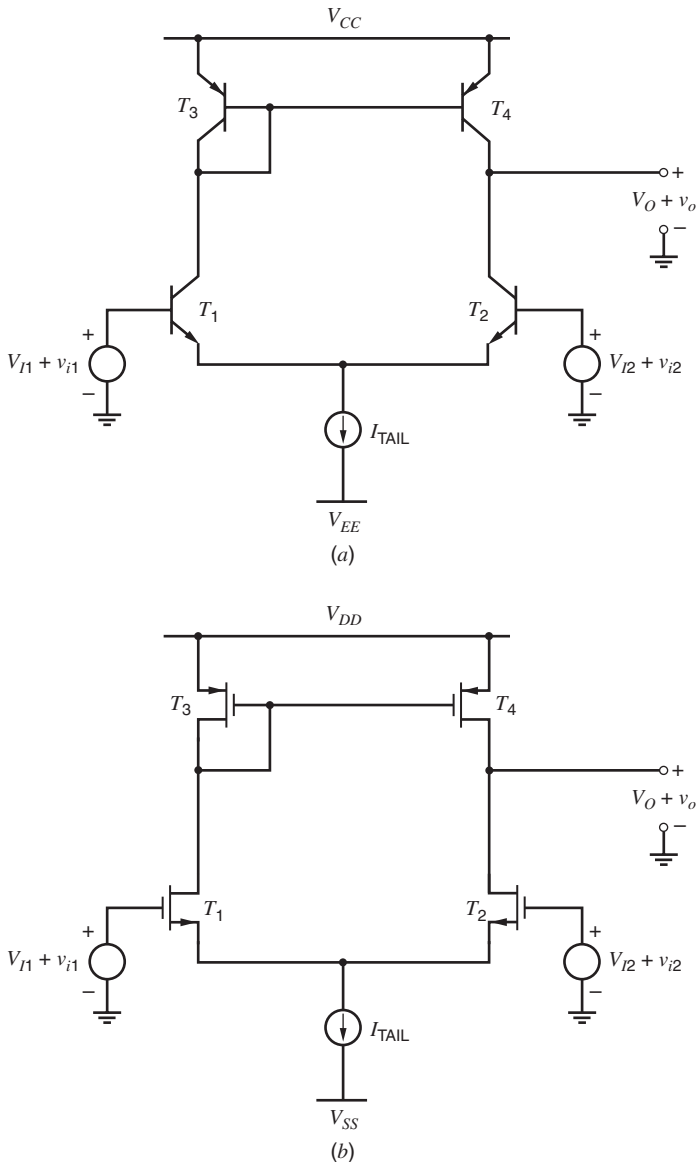 V_CC
T_3
T_4
+
V_O + v_o
−
T_1
T_2
+
V_I1 + v_i1
−
+
V_I2 + v_i2
−
I_TAIL
V_EE
(a)
V_DD
T_3
T_4
+
V_O + v_o
−
T_1
T_2
+
V_I1 + v_i1
−
+
V_I2 + v_i2
−
I_TAIL
V_SS
(b)